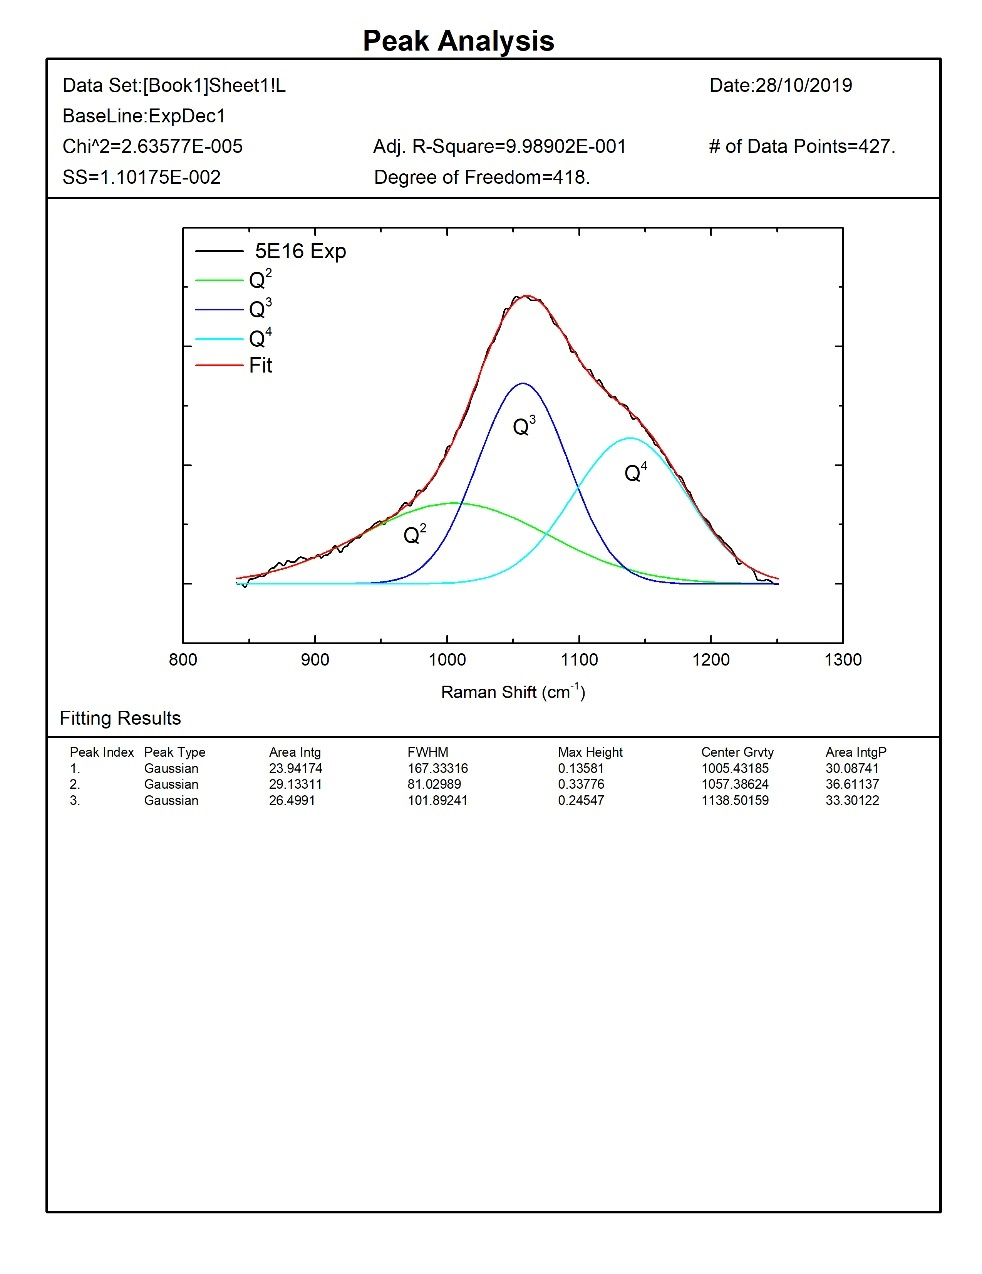 Peak Analysis
Data Set:[Book1]Sheet1!L Date:28/10/2019
BaseLine:ExpDec1
Chi^2=2.63577E-005 Adj. R-Square=9.98902E-001 # of Data Points=427.
SS=1.10175E-002 Degree of Freedom=418.
5E16 Exp
Q²
Q³
Q⁴
Fit
Q³
Q⁴
Q²
800 900 1000 1100 1200 1300
Raman Shift (cm⁻¹)
Fitting Results
Peak Index Peak Type Area Intg FWHM Max Height Center Grvty Area IntgP
1. Gaussian 23.94174 167.33316 0.13581 1005.43185 30.08741
2. Gaussian 29.13311 81.02989 0.33776 1057.38624 36.61137
3. Gaussian 26.4991 101.89241 0.24547 1138.50159 33.30122